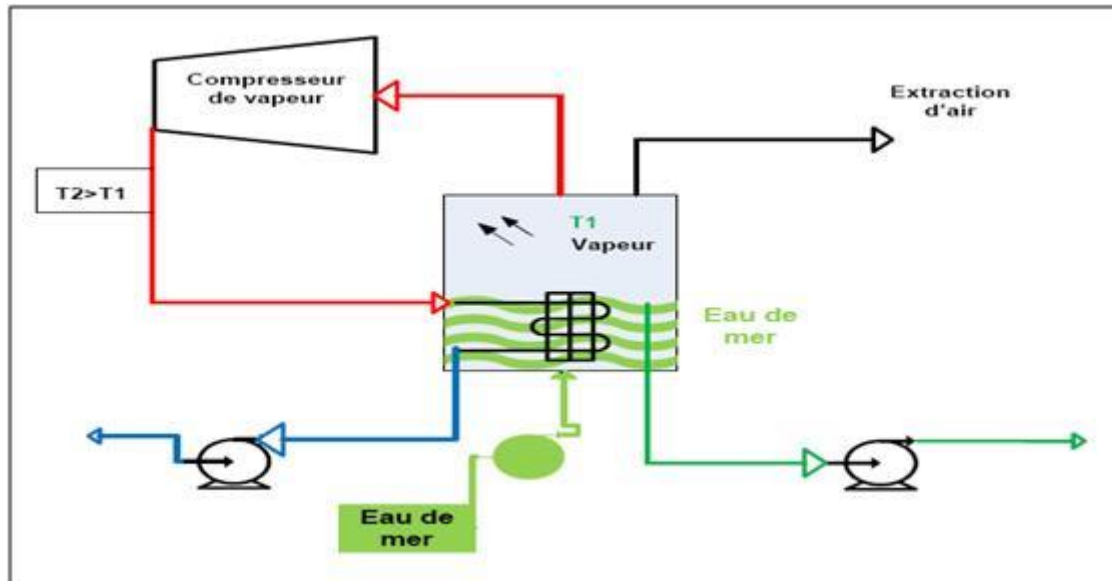 Compresseur
de vapeur
Extraction
d'air
T2>T1
T1
Vapeur
Eau de
mer
Eau de
mer